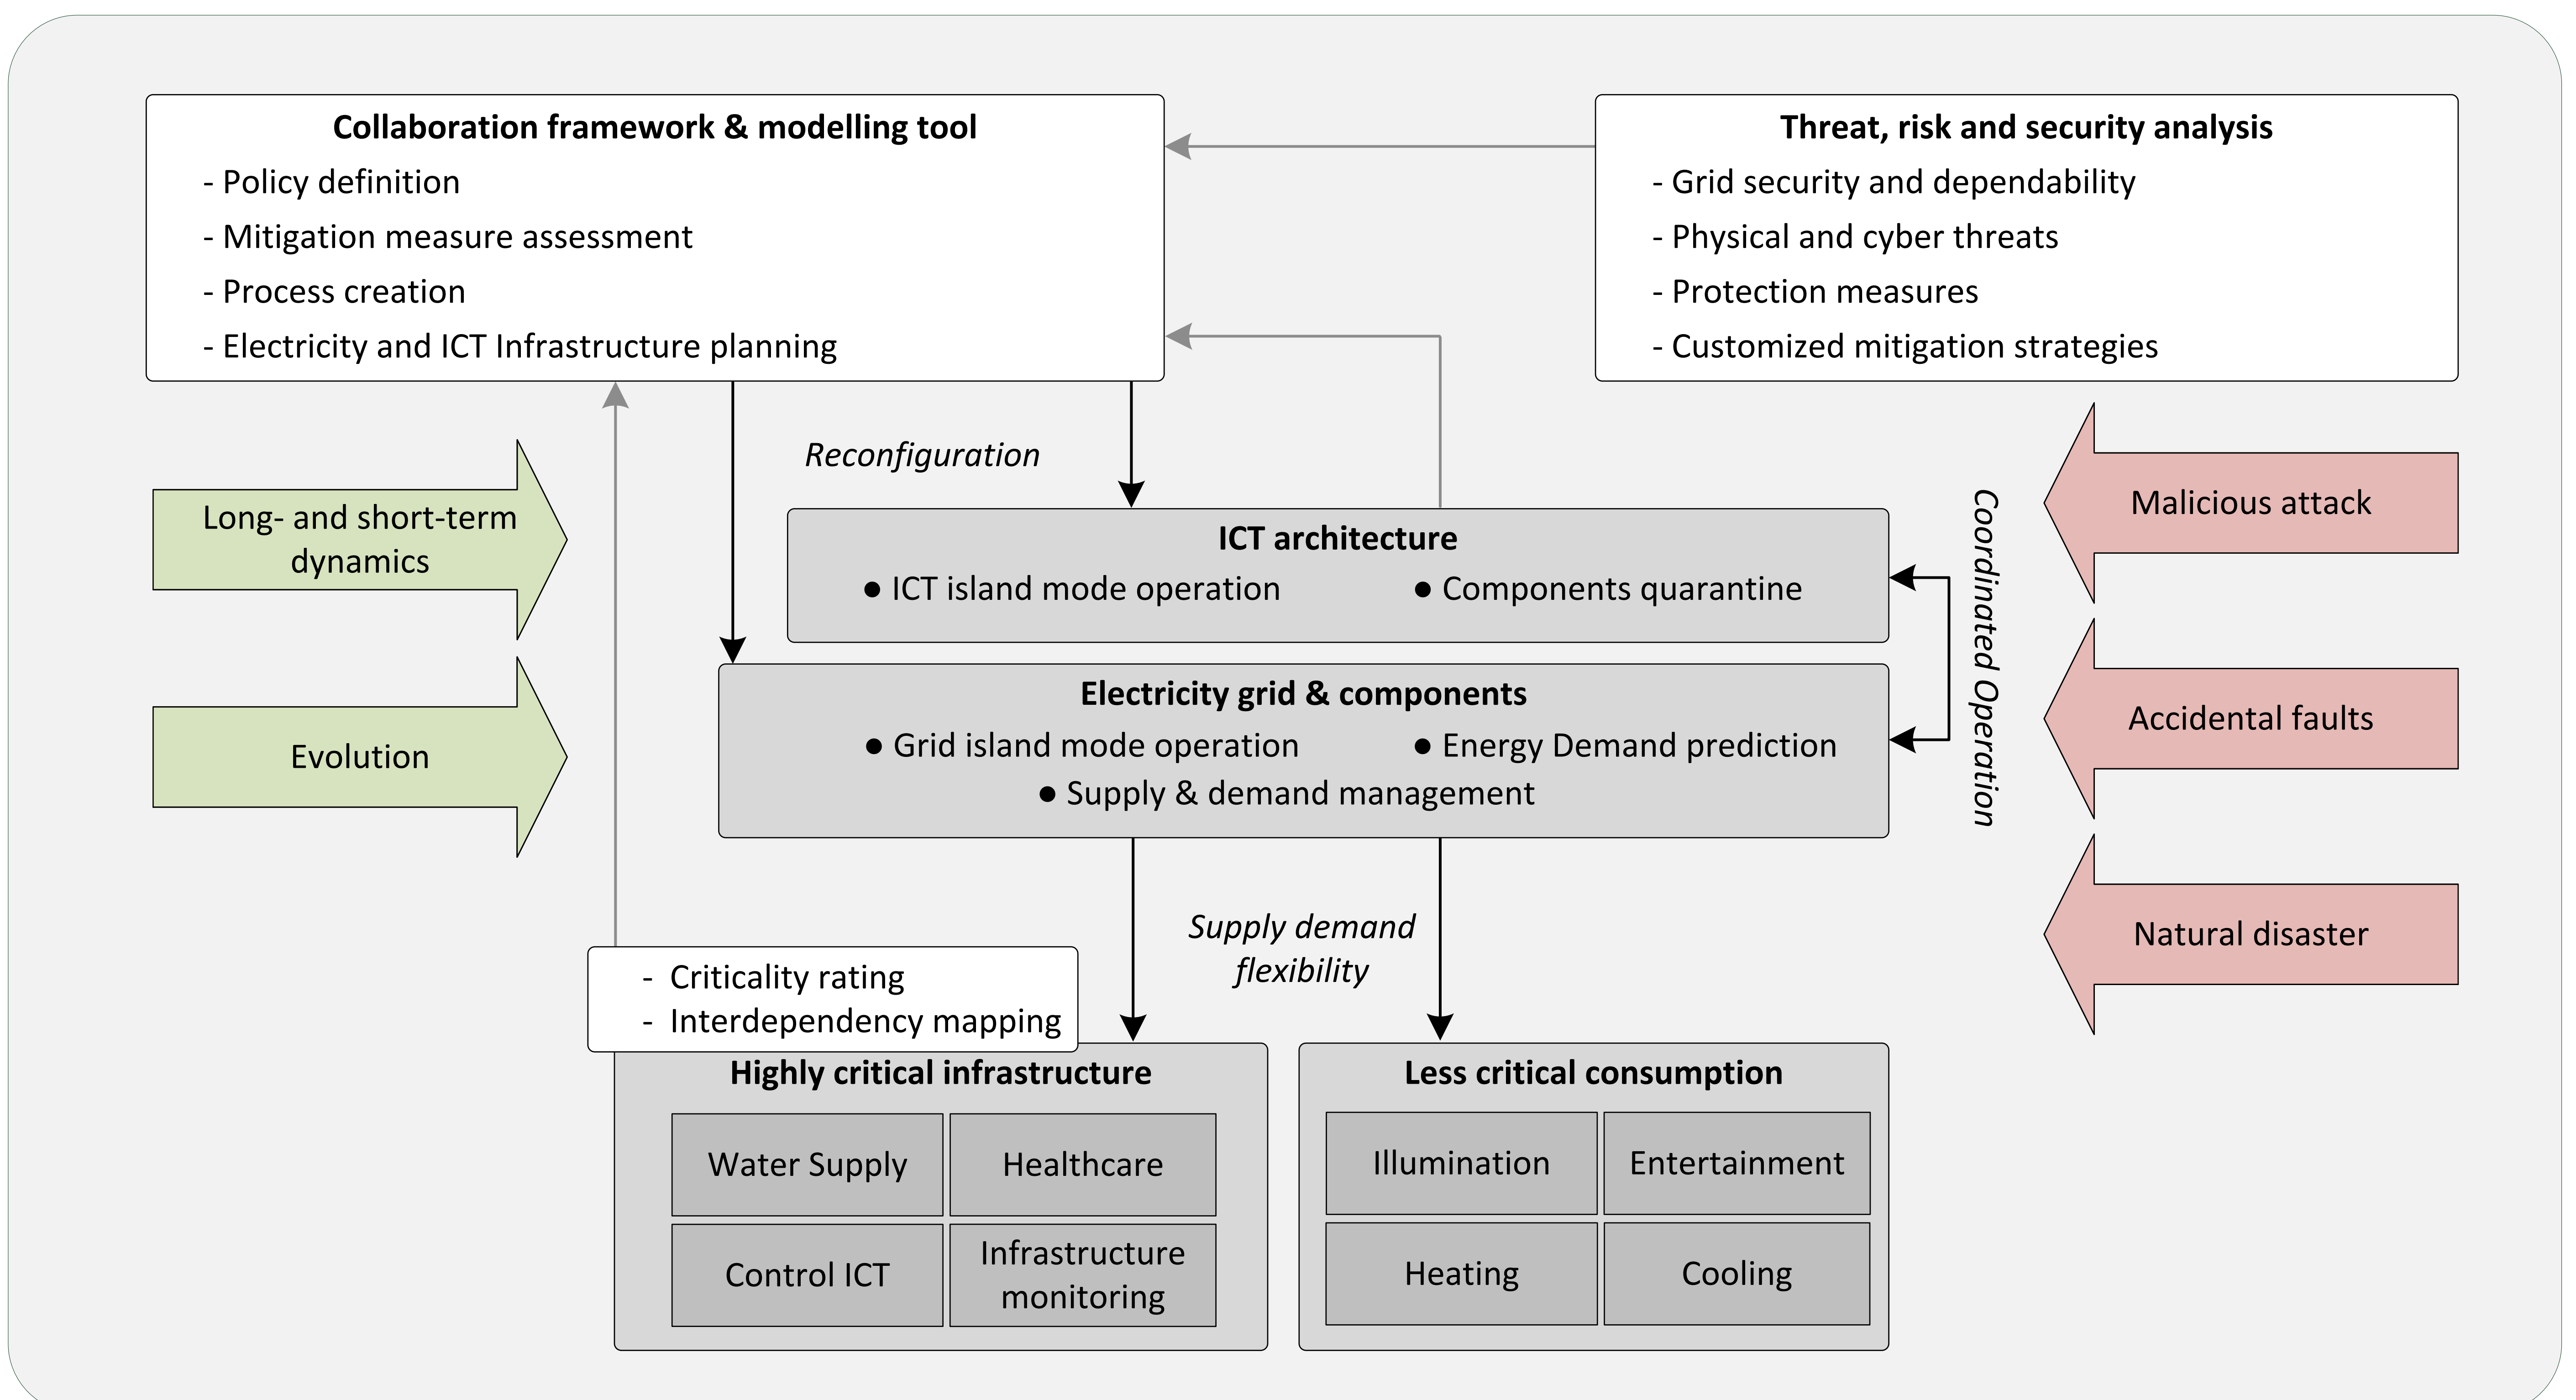 Collaboration framework & modelling tool
- Policy definition
- Mitigation measure assessment
- Process creation
- Electricity and ICT Infrastructure planning
Threat, risk and security analysis
- Grid security and dependability
- Physical and cyber threats
- Protection measures
- Customized mitigation strategies
Reconfiguration
Long- and short-term
dynamics
Evolution
ICT architecture
● ICT island mode operation
● Components quarantine
Electricity grid & components
● Grid island mode operation
● Energy Demand prediction
● Supply & demand management
Coordinated Operation
Malicious attack
Accidental faults
Natural disaster
Supply demand
flexibility
- Criticality rating
- Interdependency mapping
Highly critical infrastructure
Water Supply
Healthcare
Control ICT
Infrastructure
monitoring
Less critical consumption
Illumination
Entertainment
Heating
Cooling